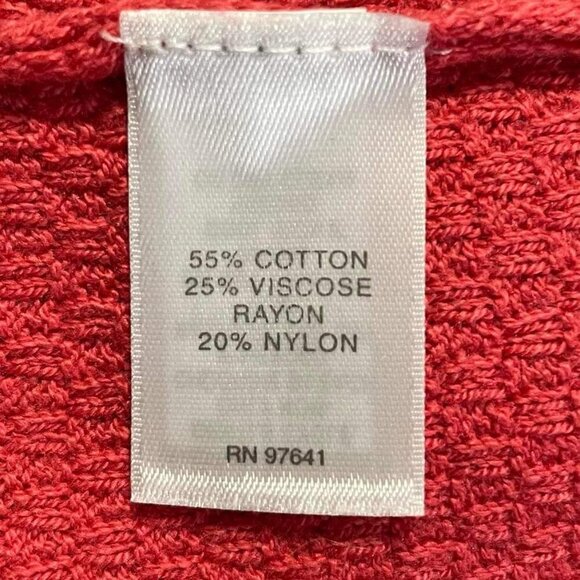 55% COTTON
25% VISCOSE
RAYON
20% NYLON
RN 97641